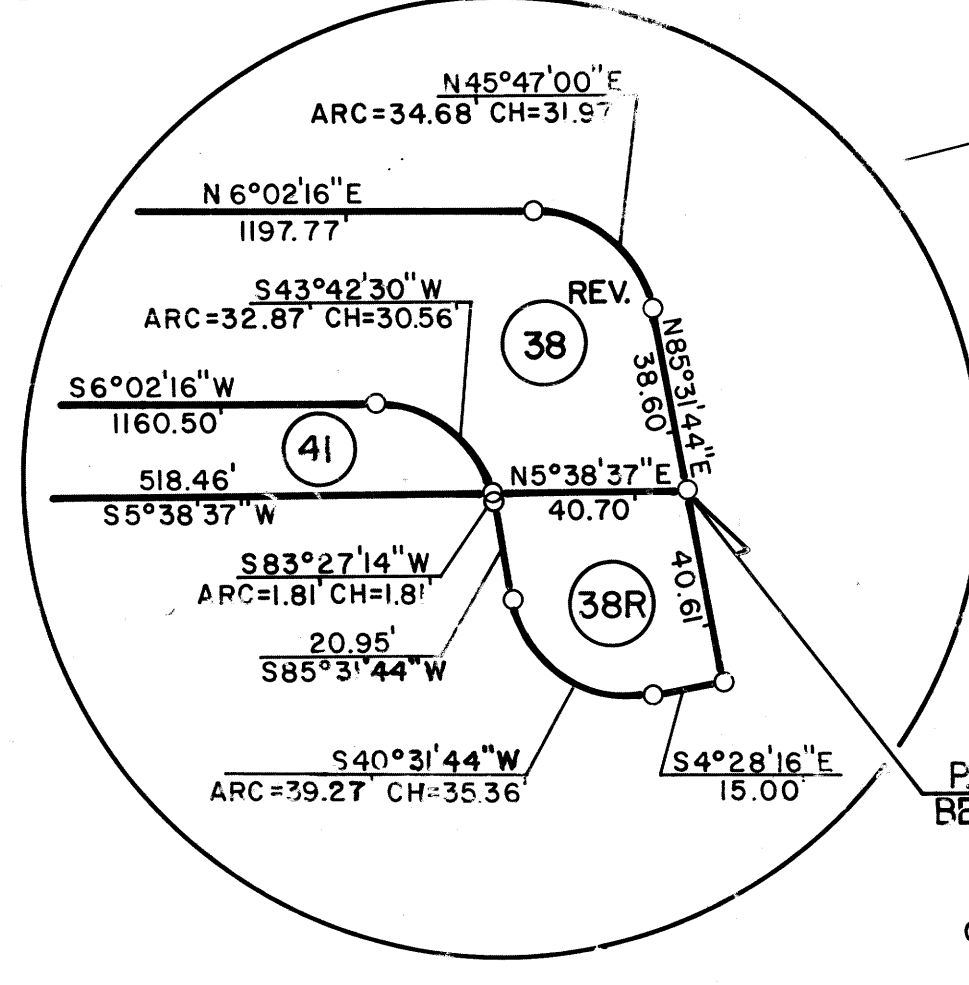 N45°47'00"E
ARC=34.68' CH=31.97
N 6°02'16"E
1197.77'
S43°42'30"W
ARC=32.87' CH=30.56'
REV.
38
N85°31'44"E
38.60'
S6°02'16"W
1160.50'
41
518.46'
S5°38'37"W
N5°38'37"E
40.70'
S83°27'14"W
ARC=1.81' CH=1.81'
40.61'
38R
20.95'
S85°31'44"W
S40°31'44"W
ARC=39.27' CH=35.36'
S4°28'16"E
15.00'